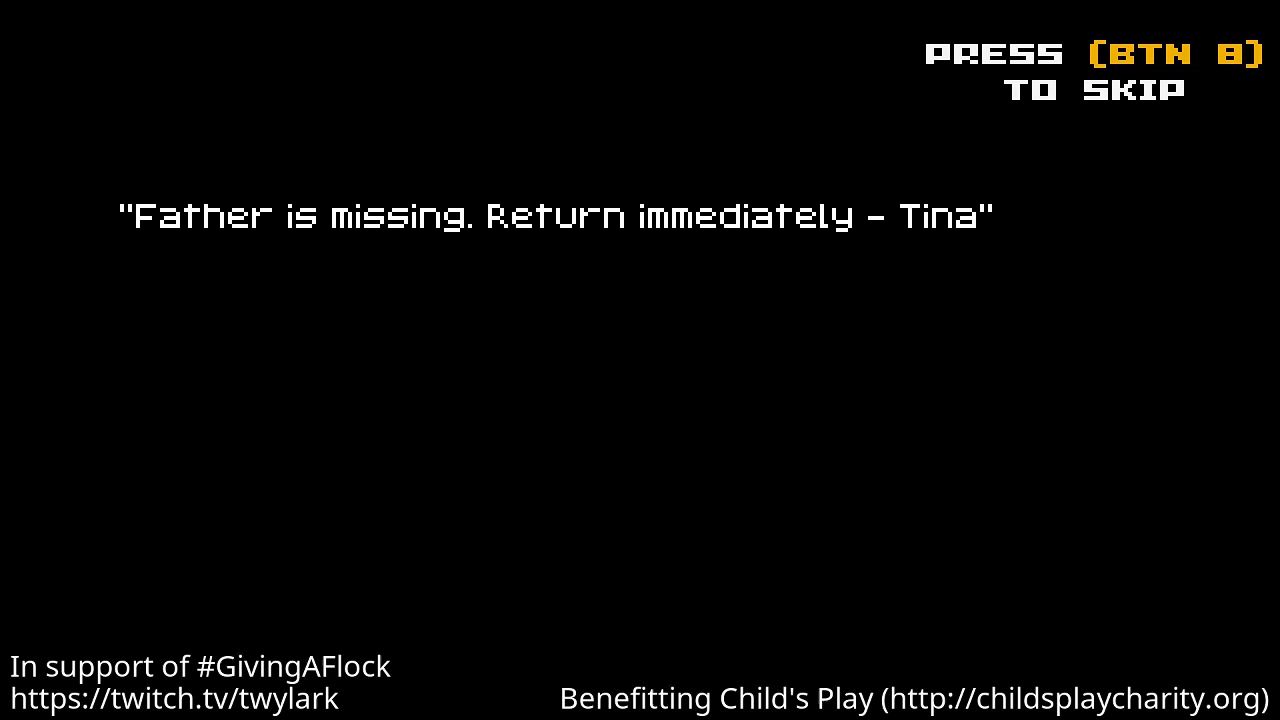 PRESS (BTN 8)
TO SKIP
"Father is missing. Return immediately - Tina"
In support of #GivingAFlock
https://twitch.tv/twylark
Benefitting Child's Play (http://childsplaycharity.org)